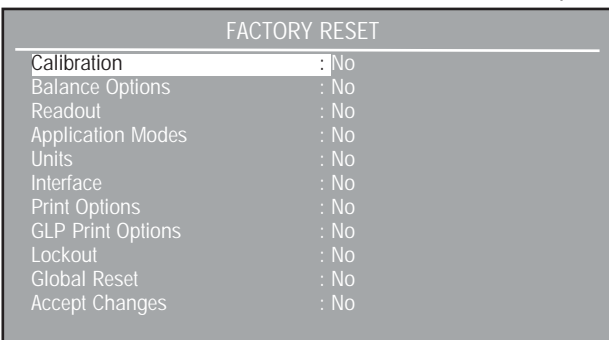 FACTORY RESET
Calibration : No
Balance Options : No
Readout : No
Application Modes : No
Units : No
Interface : No
Print Options : No
GLP Print Options : No
Lockout : No
Global Reset : No
Accept Changes : No